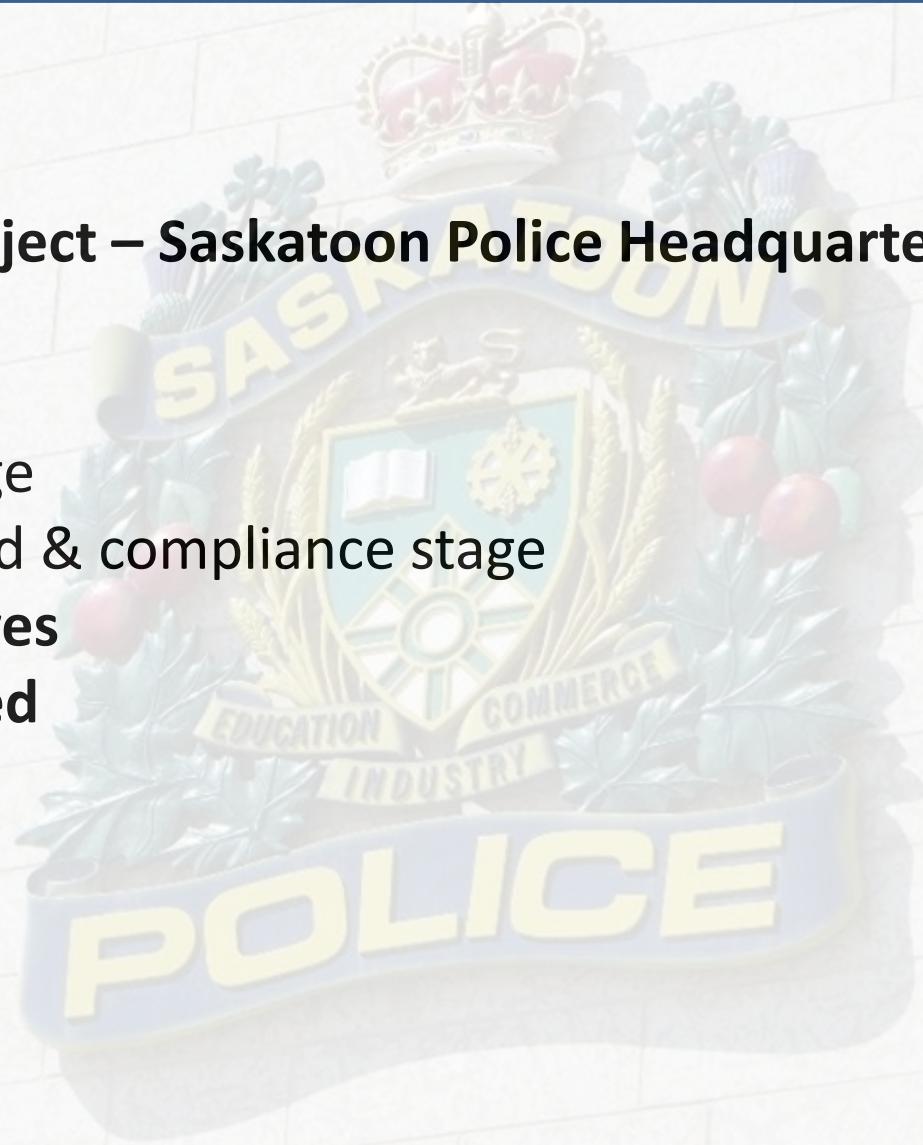 ject – Saskatoon Police Headquarte
SASKATOON
ge
d & compliance stage
es
ed
EDUCATION COMMERCE
INDUSTRY
POLICE